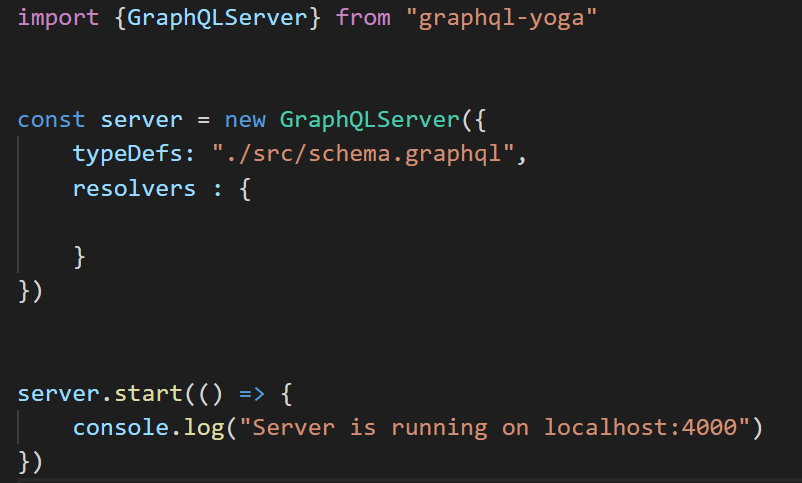 import {GraphQLServer} from "graphql-yoga"
const server = new GraphQLServer({
typeDefs: "./src/schema.graphql",
resolvers : {
}
})
server.start(() => {
console.log("Server is running on localhost:4000")
})